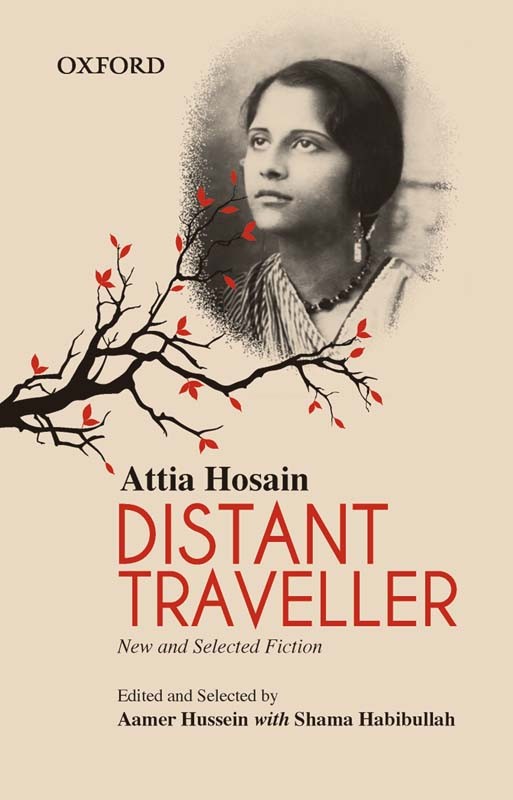 OXFORD
Attia Hosain
DISTANT
TRAVELLER
New and Selected Fiction
Edited and Selected by
Aamer Hussein with Shama Habibullah